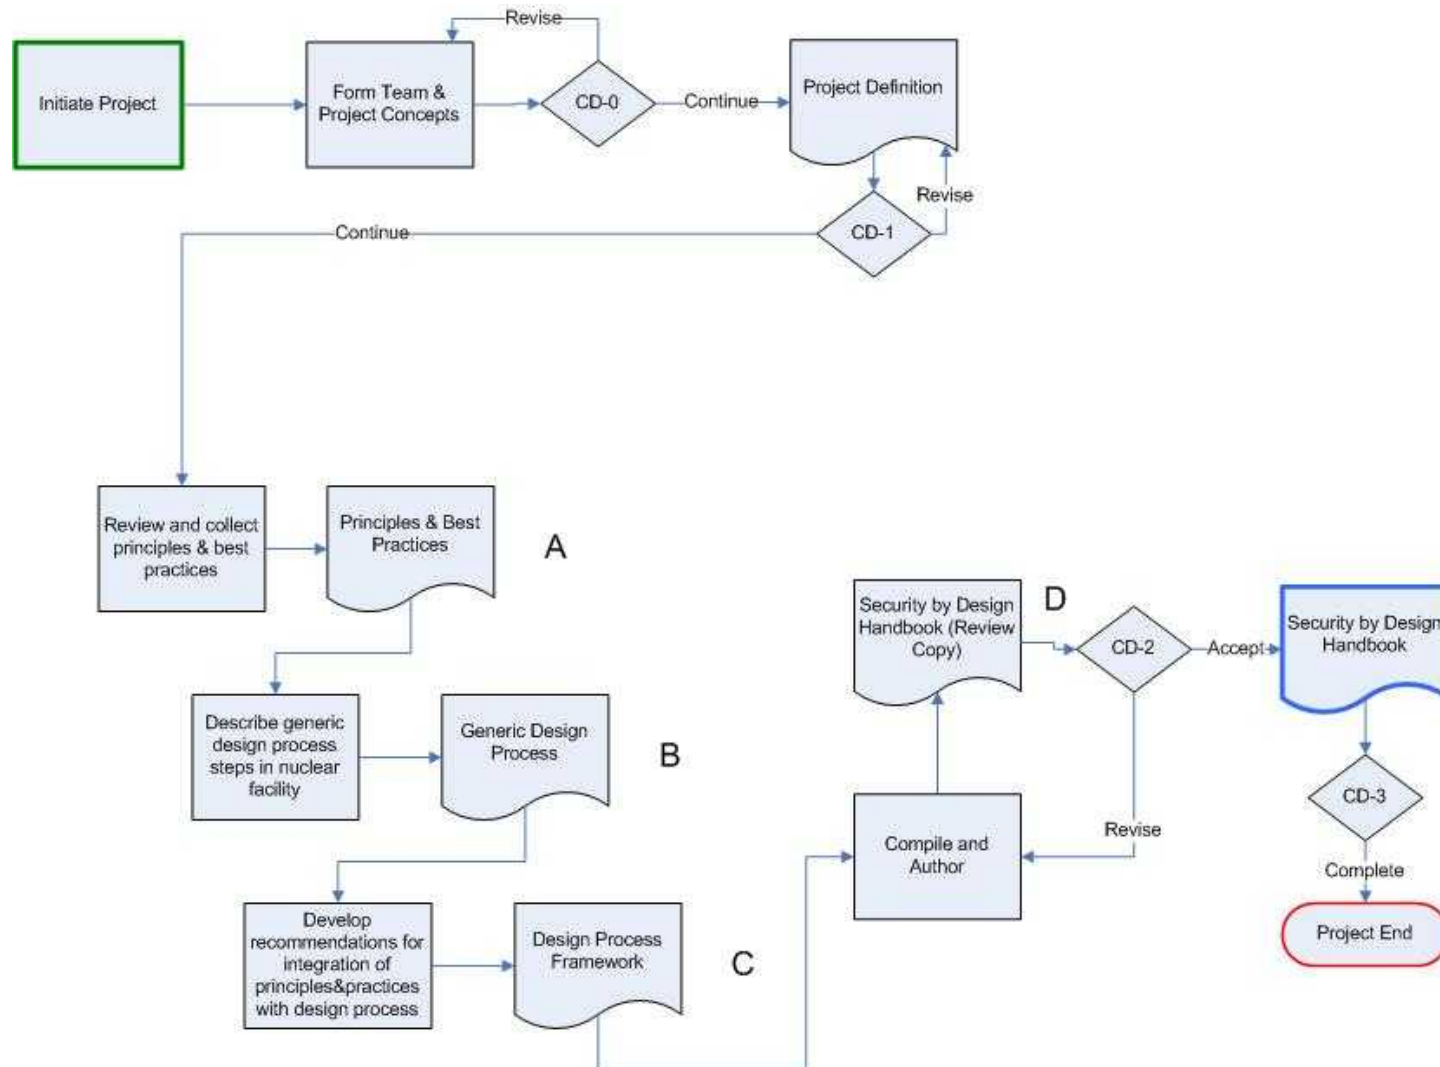 Revise
Initiate Project
Form Team &
Project Concepts
CD-0
Continue
Project Definition
Revise
CD-1
Continue
Review and collect
principles & best
practices
Principles & Best
Practices
A
Describe generic
design process
steps in nuclear
facility
Generic Design
Process
B
Develop
recommendations for
integration of
principles&practices
with design process
Design Process
Framework
C
Security by Design
Handbook (Review
Copy)
D
CD-2
Accept
Security by Design
Handbook
Compile and
Author
Revise
CD-3
Complete
Project End